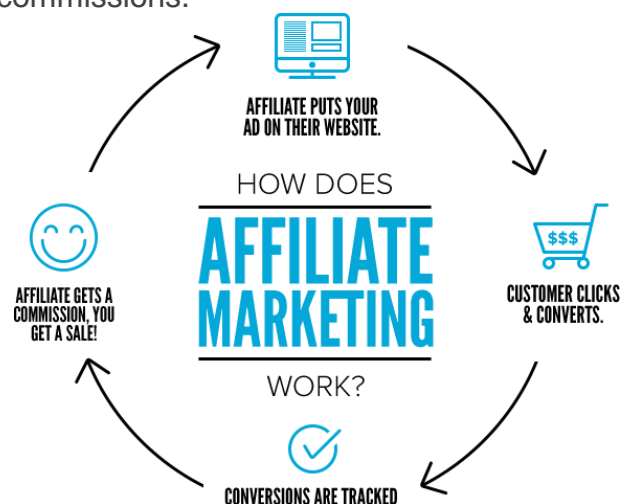 commissions.
AFFILIATE PUTS YOUR
AD ON THEIR WEBSITE.
HOW DOES
AFFILIATE
MARKETING
WORK?
$$$
CUSTOMER CLICKS
& CONVERTS.
CONVERSIONS ARE TRACKED
AFFILIATE GETS A
COMMISSION, YOU
GET A SALE!